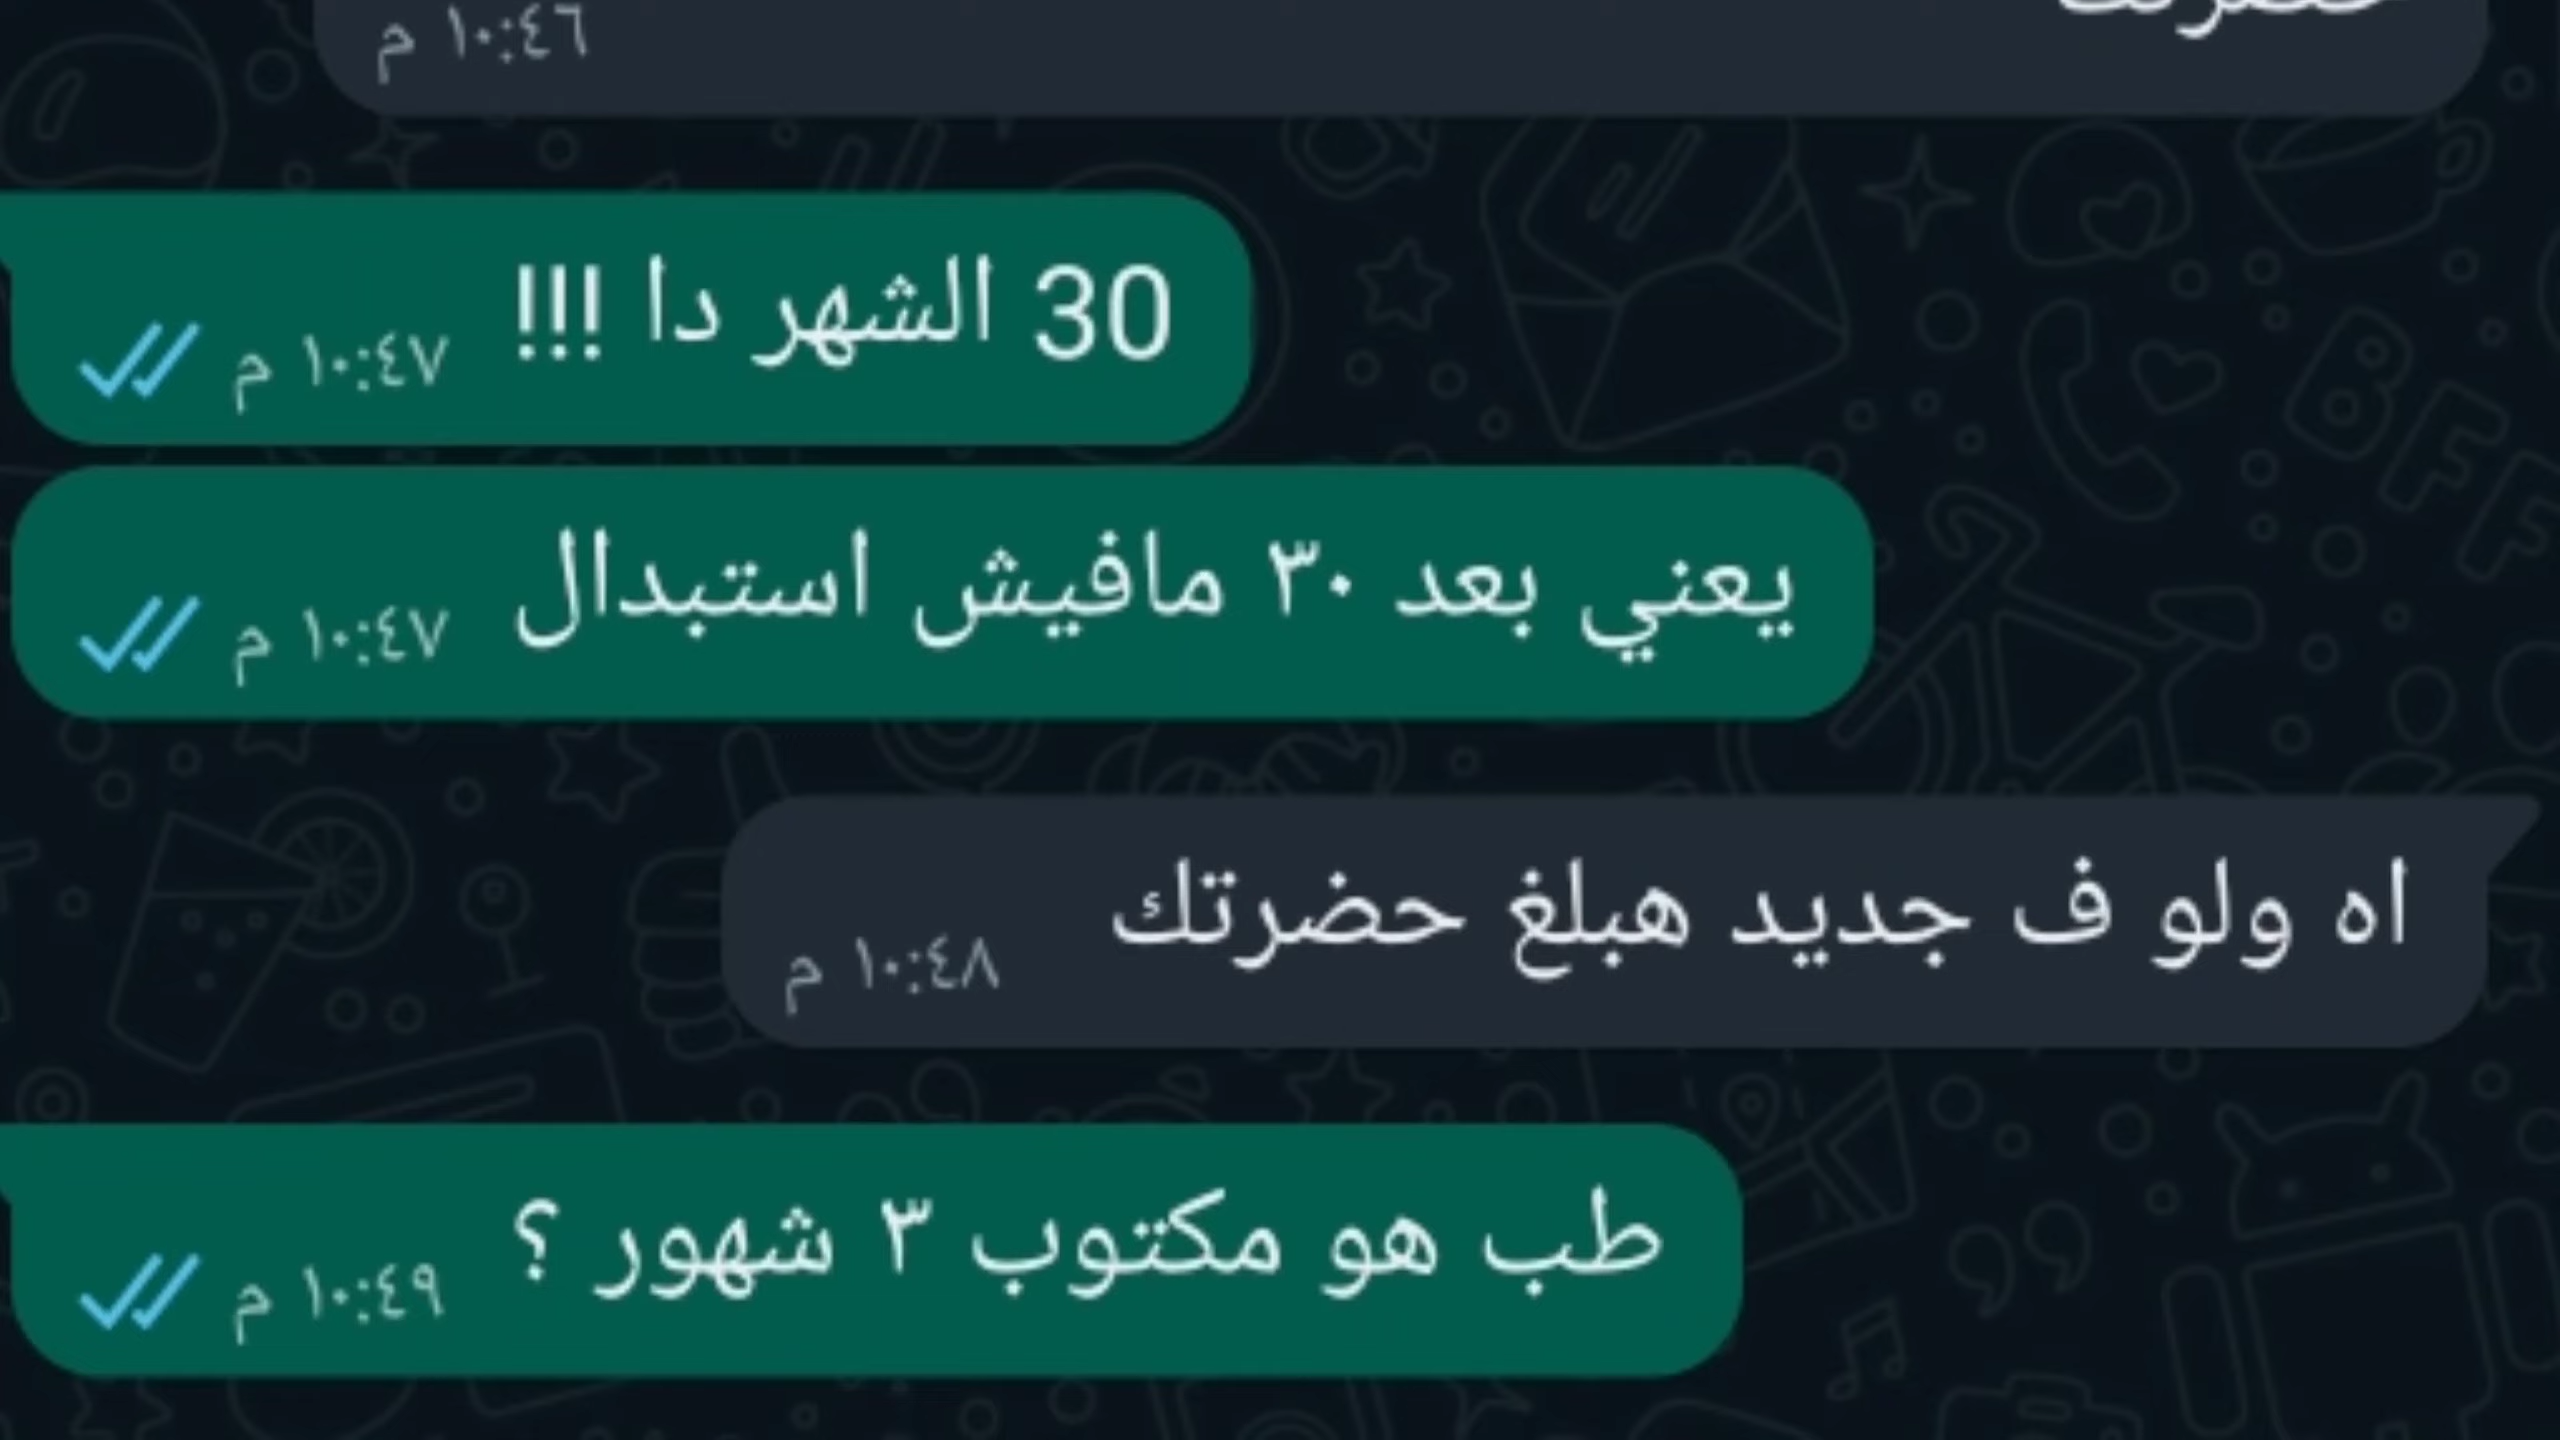 ١٠:٤٦ م
30 الشهر دا !!!
١٠:٤٧ م
يعني بعد ٣٠ مافيش استبدال
١٠:٤٧ م
اه ولو ف جديد هبلغ حضرتك
١٠:٤٨ م
طب هو مكتوب ٣ شهور ؟
١٠:٤٩ م